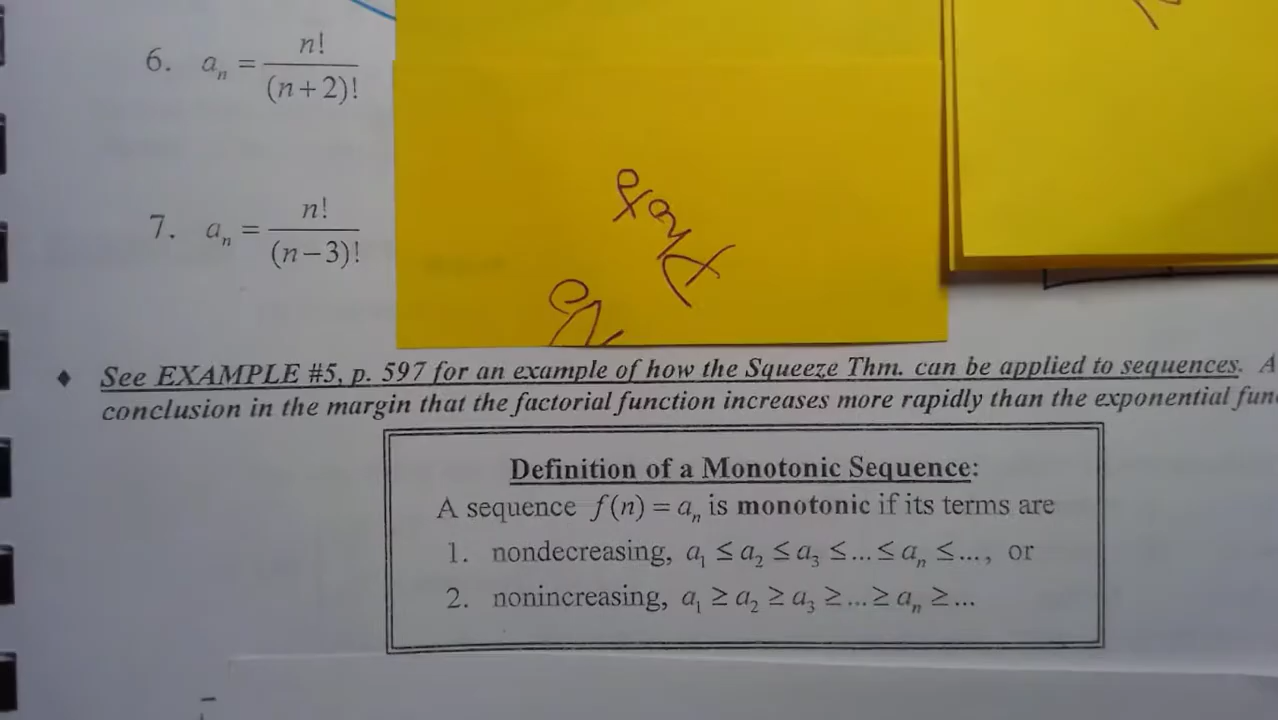 6. aₙ = n!/(n+2)!
7. aₙ = n!/(n−3)!
♦ See EXAMPLE #5, p. 597 for an example of how the Squeeze Thm. can be applied to sequences. A
conclusion in the margin that the factorial function increases more rapidly than the exponential
Definition of a Monotonic Sequence:
A sequence f(n) = aₙ is monotonic if its terms are
1. nondecreasing, a₁ ≤ a₂ ≤ a₃ ≤ ... ≤ aₙ ≤ ..., or
2. nonincreasing, a₁ ≥ a₂ ≥ a₃ ≥ ... ≥ aₙ ≥ ...